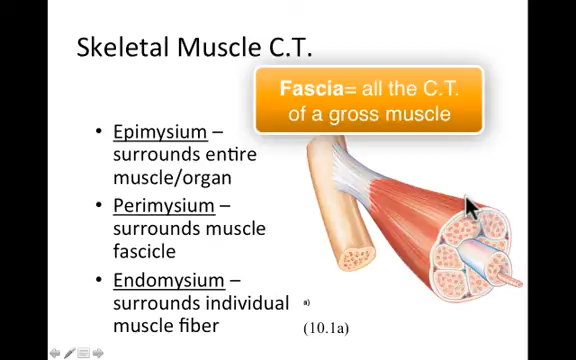 Skeletal Muscle C.T.
Fascia= all the C.T.
of a gross muscle
• Epimysium –
surrounds entire
muscle/organ
• Perimysium –
surrounds muscle
fascicle
• Endomysium –
surrounds individual
muscle fiber
a)
(10.1a)